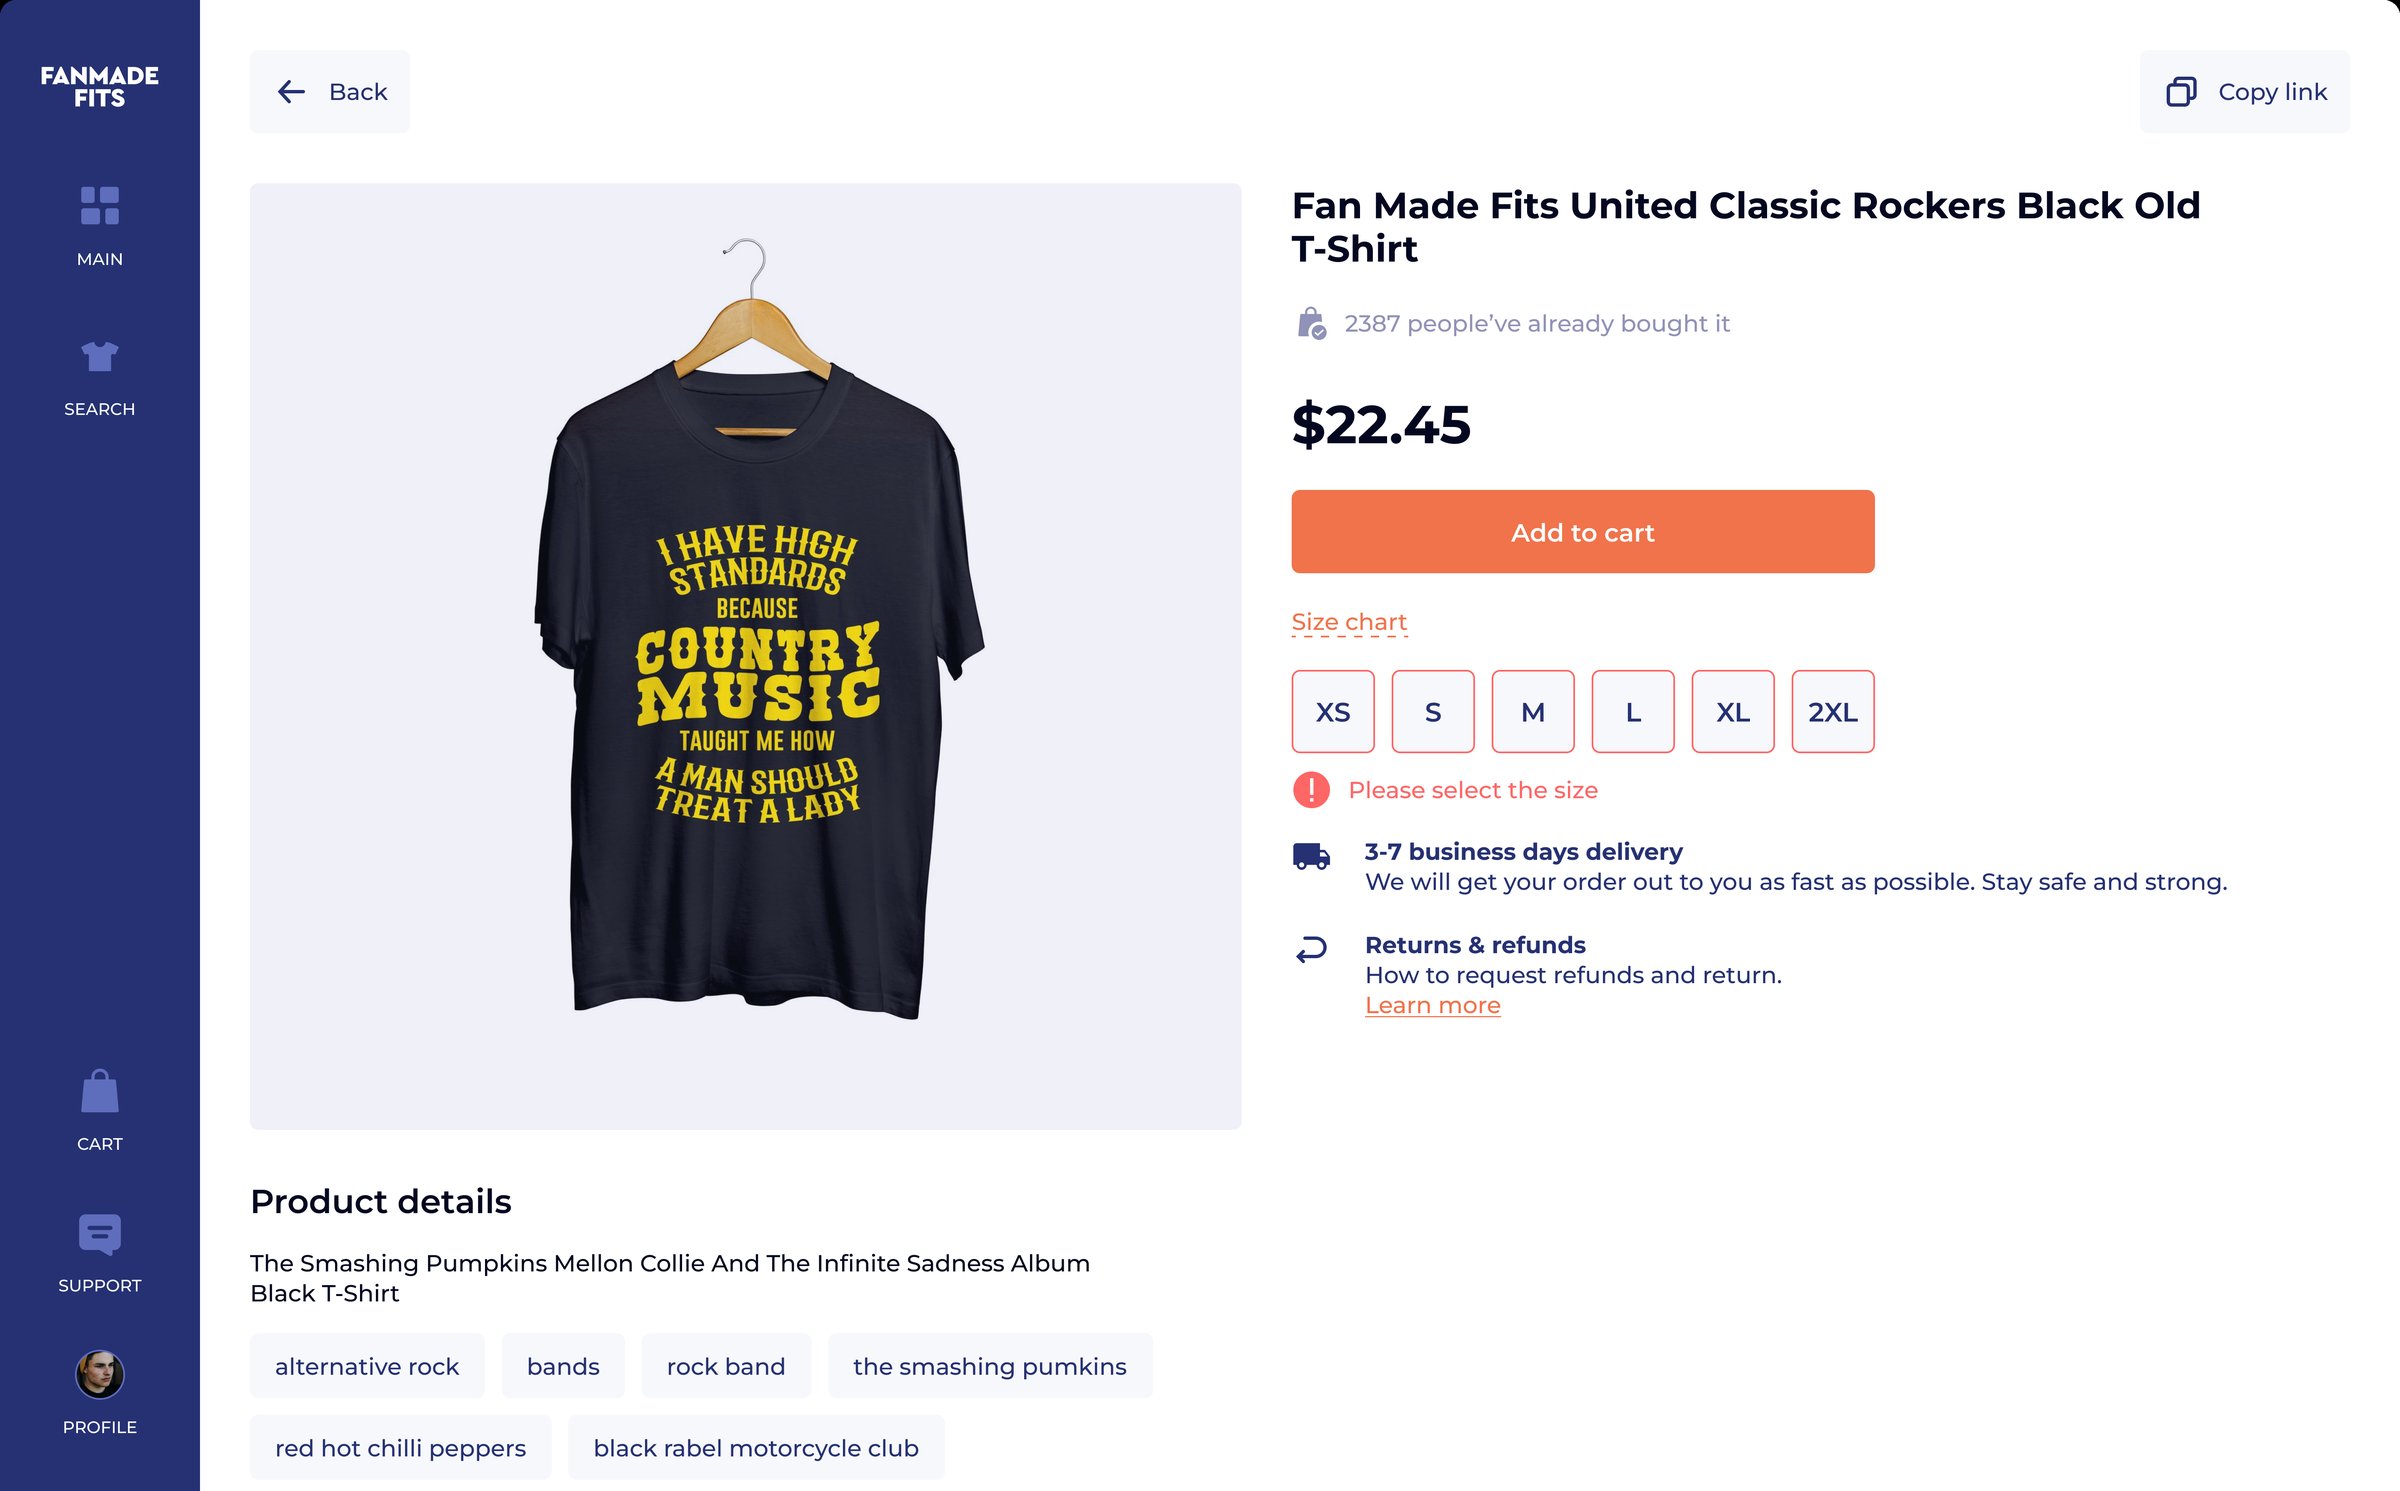 FANMADE
FITS
MAIN
SEARCH
CART
SUPPORT
PROFILE
Back
Copy link
I HAVE HIGH
STANDARDS
BECAUSE
COUNTRY
MUSIC
TAUGHT ME HOW
A MAN SHOULD
TREAT A LADY
Fan Made Fits United Classic Rockers Black Old
T-Shirt
2387 people’ve already bought it
$22.45
Add to cart
Size chart
XS S M L XL 2XL
Please select the size
3-7 business days delivery
We will get your order out to you as fast as possible. Stay safe and strong.
Returns & refunds
How to request refunds and return.
Learn more
Product details
The Smashing Pumpkins Mellon Collie And The Infinite Sadness Album
Black T-Shirt
alternative rock bands rock band the smashing pumkins
red hot chilli peppers black rabel motorcycle club